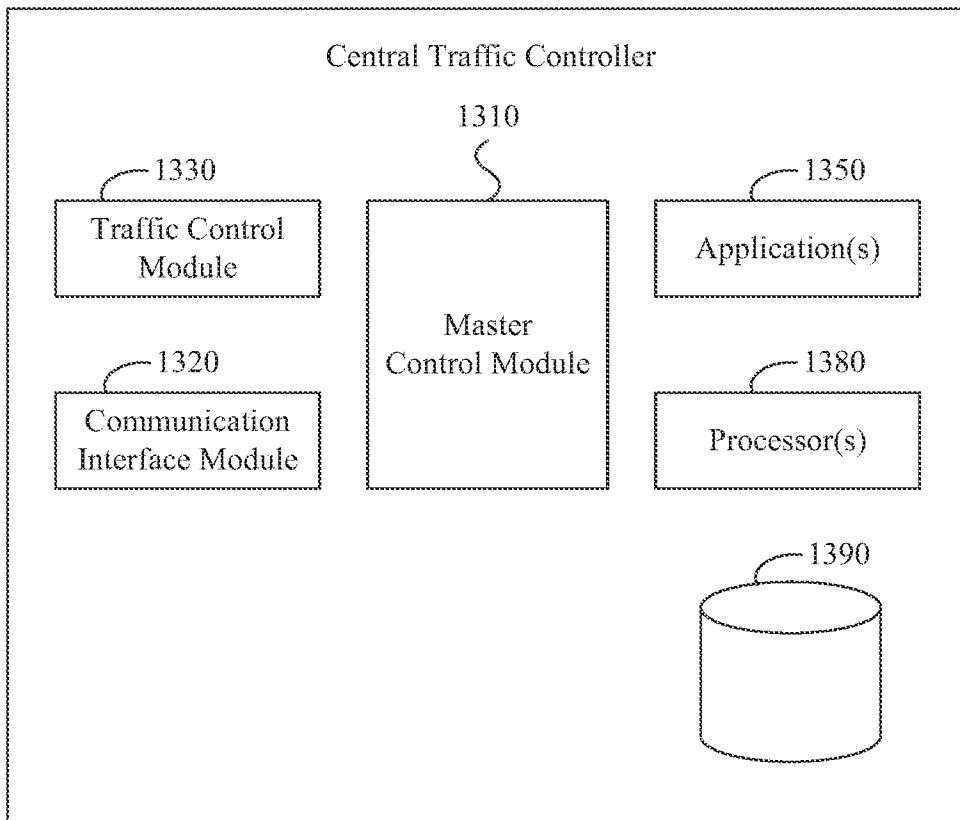 Central Traffic Controller
1310
1330
1350
Traffic Control
Module
Master
Control Module
Application(s)
1320
1380
Communication
Interface Module
Processor(s)
1390